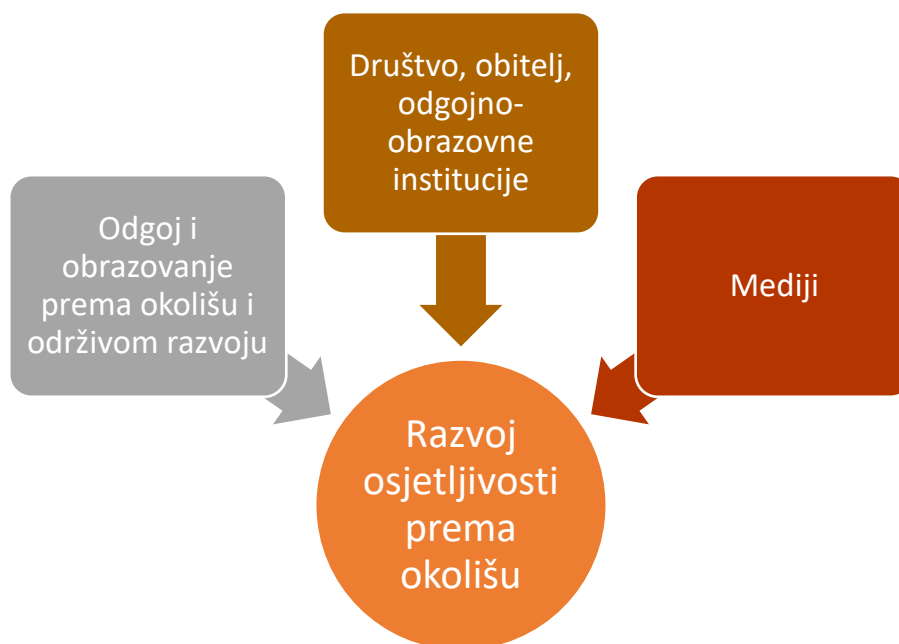 Društvo, obitelj,
odgojno-
obrazovne
institucije
Odgoj i
obrazovanje
prema okolišu i
održivom razvoju
Mediji
Razvoj
osjetljivosti
prema
okolišu